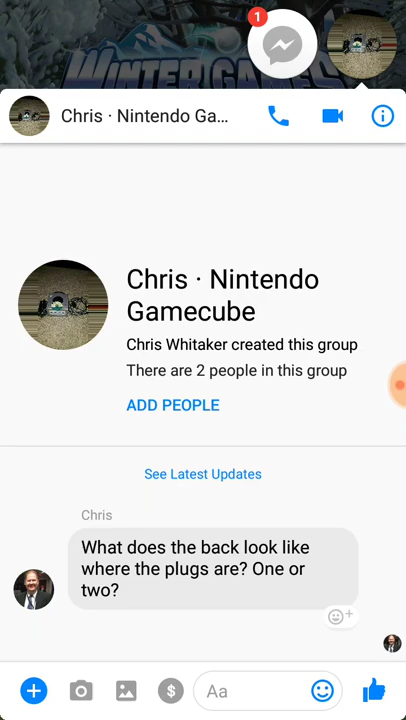 1
WINTER GAMES
Chris · Nintendo Ga...
Chris · Nintendo
Gamecube
Chris Whitaker created this group
There are 2 people in this group
ADD PEOPLE
See Latest Updates
Chris
What does the back look like
where the plugs are? One or
two?
Aa